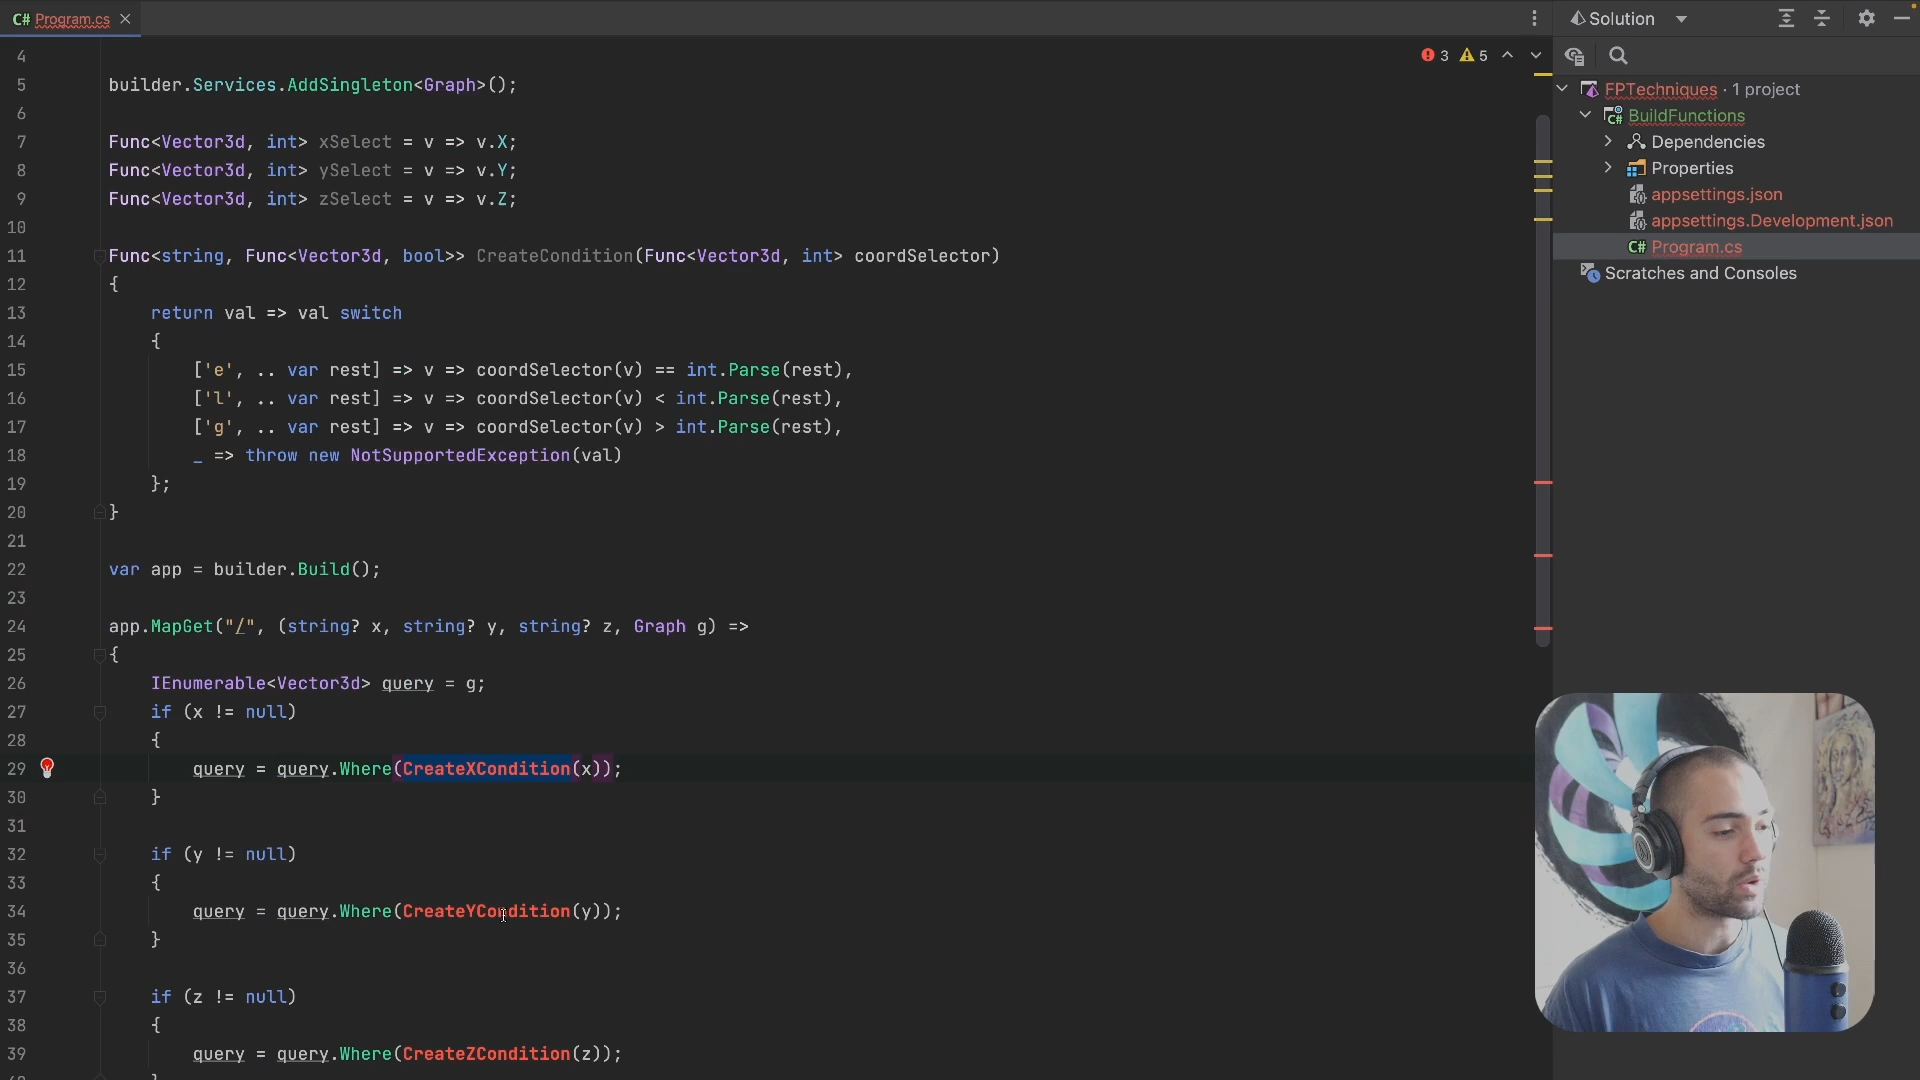 C# Program.cs
Solution
3 5
4
5 builder.Services.AddSingleton<Graph>();
6
7 Func<Vector3d, int> xSelect = v => v.X;
8 Func<Vector3d, int> ySelect = v => v.Y;
9 Func<Vector3d, int> zSelect = v => v.Z;
10
11 Func<string, Func<Vector3d, bool>> CreateCondition(Func<Vector3d, int> coordSelector)
12 {
13 return val => val switch
14 {
15 ['e', .. var rest] => v => coordSelector(v) == int.Parse(rest),
16 ['l', .. var rest] => v => coordSelector(v) < int.Parse(rest),
17 ['g', .. var rest] => v => coordSelector(v) > int.Parse(rest),
18 _ => throw new NotSupportedException(val)
19 };
20 }
21
22 var app = builder.Build();
23
24 app.MapGet("/", (string? x, string? y, string? z, Graph g) =>
25 {
26 IEnumerable<Vector3d> query = g;
27 if (x != null)
28 {
29 query = query.Where(CreateXCondition(x));
30 }
31
32 if (y != null)
33 {
34 query = query.Where(CreateYCondition(y));
35 }
36
37 if (z != null)
38 {
39 query = query.Where(CreateZCondition(z));
FPTechniques · 1 project
C# BuildFunctions
Dependencies
Properties
appsettings.json
appsettings.Development.json
C# Program.cs
Scratches and Consoles